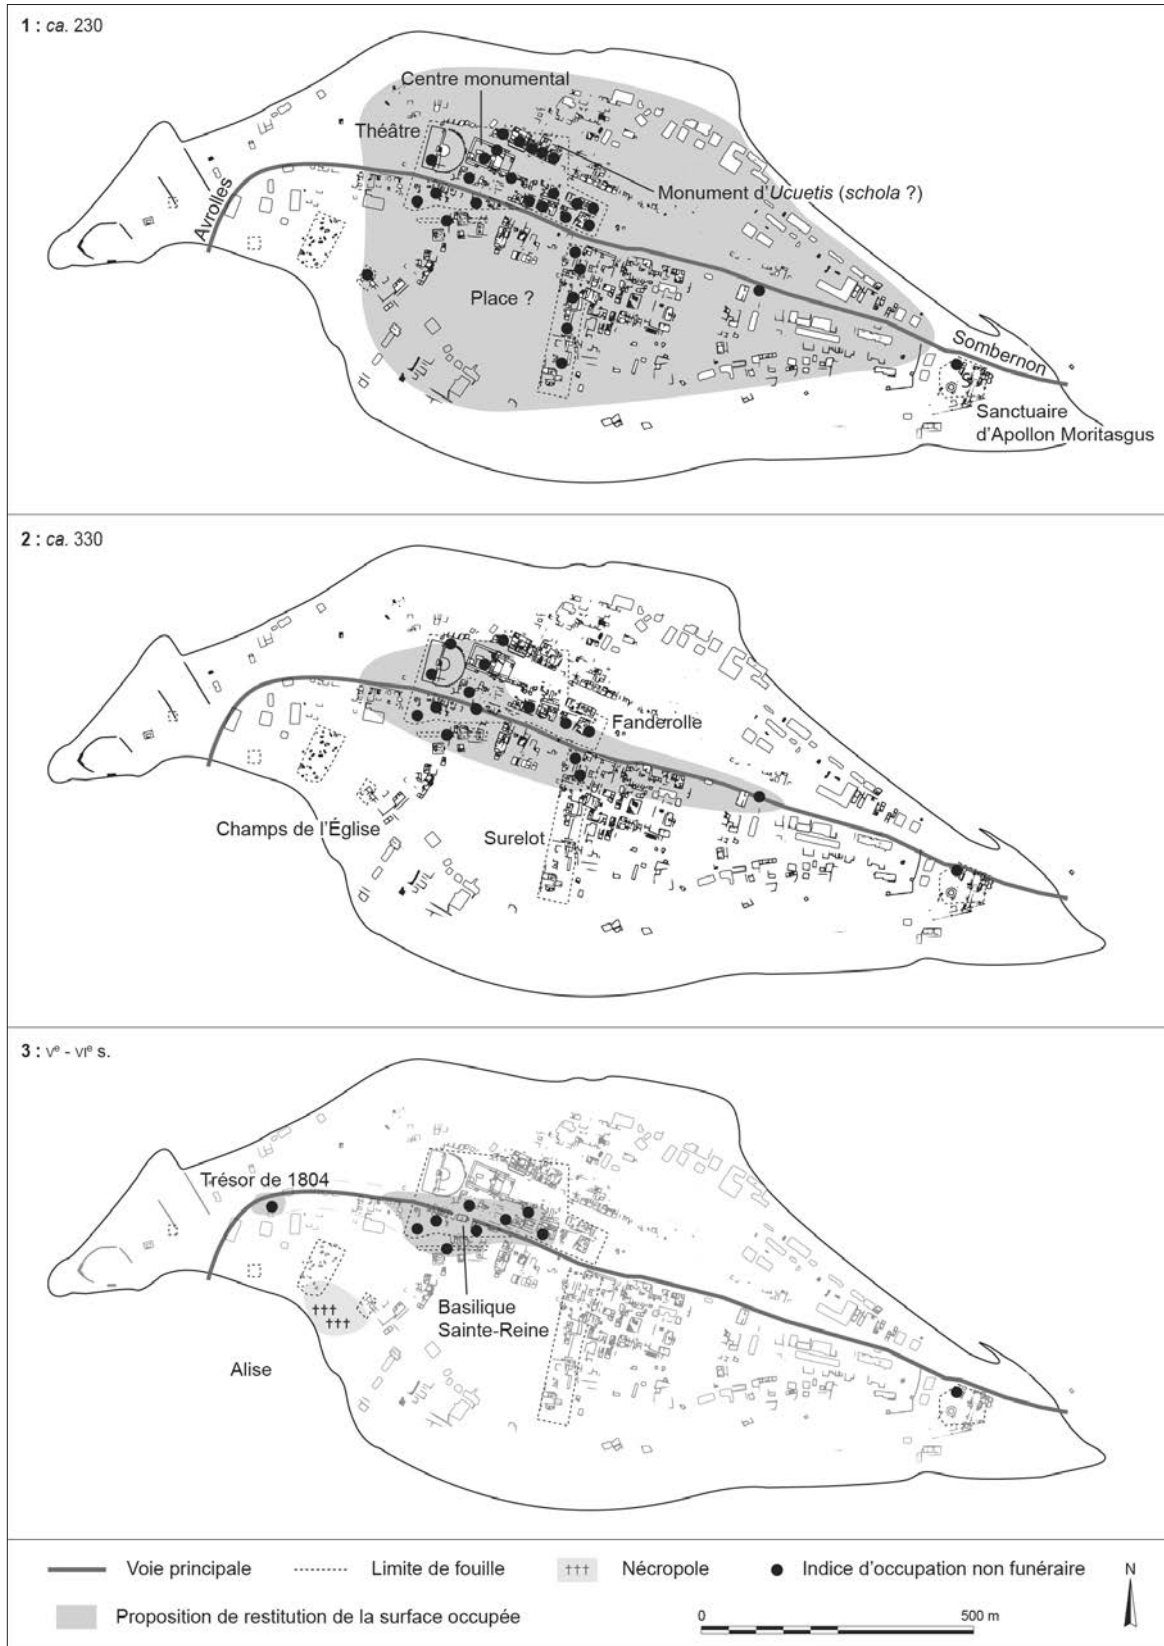 1 : ca. 230
Centre monumental
Théâtre
Monument d'Ucuetis (schola ?)
Avrolles
Place ?
Sombernon
Sanctuaire
d'Apollon Moritasgus
2 : ca. 330
Fanderolle
Champs de l'Église
Surelot
3 : Vᵉ - VIᵉ s.
Trésor de 1804
Basilique
Sainte-Reine
Alise
Voie principale
Limite de fouille
Nécropole
Indice d'occupation non funéraire
N
Proposition de restitution de la surface occupée
0
500 m